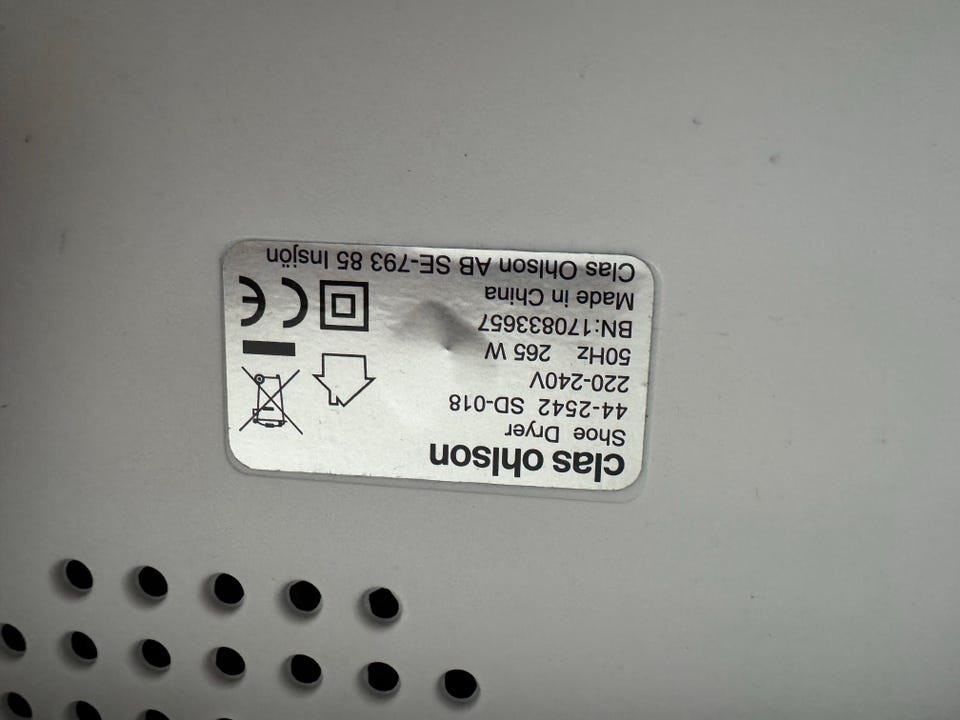 clas ohlson
Shoe Dryer
44-2542 SD-018
220-240V
50Hz 265 W
BN:170833657
Made in China
Clas Ohlson AB SE-793 85 Insjön
CE